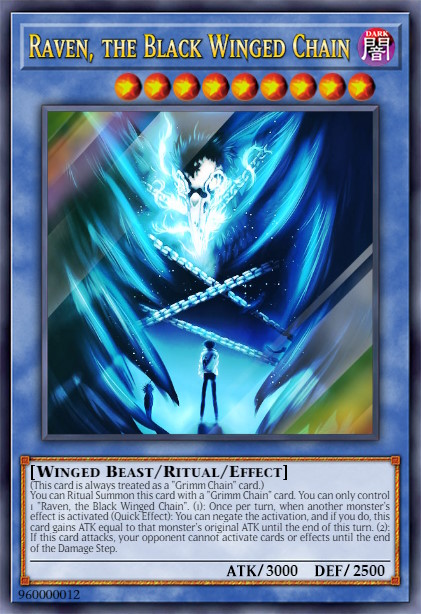 RAVEN, THE BLACK WINGED CHAIN
DARK
闇
[WINGED BEAST/RITUAL/EFFECT]
(This card is always treated as a "Grimm Chain" card.)
You can Ritual Summon this card with a "Grimm Chain" card. You can only control
1 "Raven, the Black Winged Chain". (1): Once per turn, when another monster's
effect is activated (Quick Effect): You can negate the activation, and if you do, this
card gains ATK equal to that monster's original ATK until the end of this turn. (2):
If this card attacks, your opponent cannot activate cards or effects until the end
of the Damage Step.
ATK/3000 DEF/2500
960000012